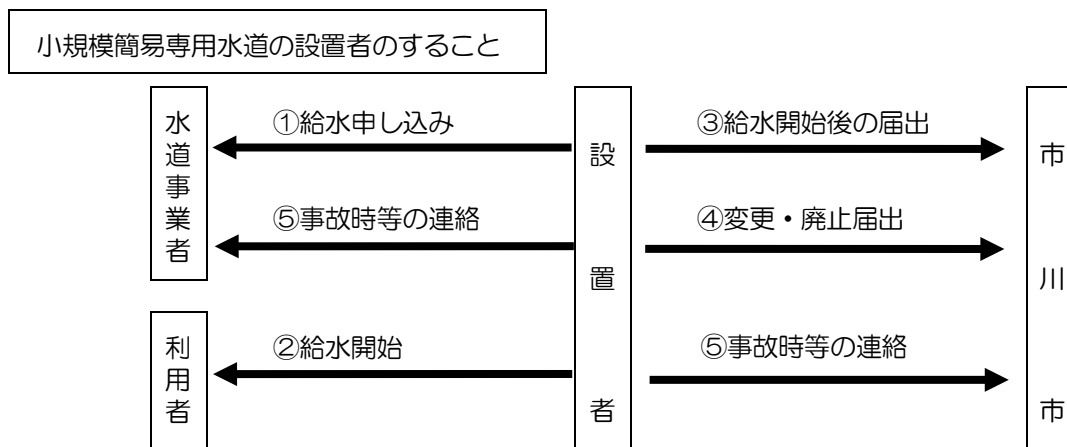 小規模簡易専用水道の設置者のすること
水道事業者
①給水申し込み
⑤事故時等の連絡
利用者
②給水開始
設置者
③給水開始後の届出
④変更・廃止届出
⑤事故時等の連絡
市川市